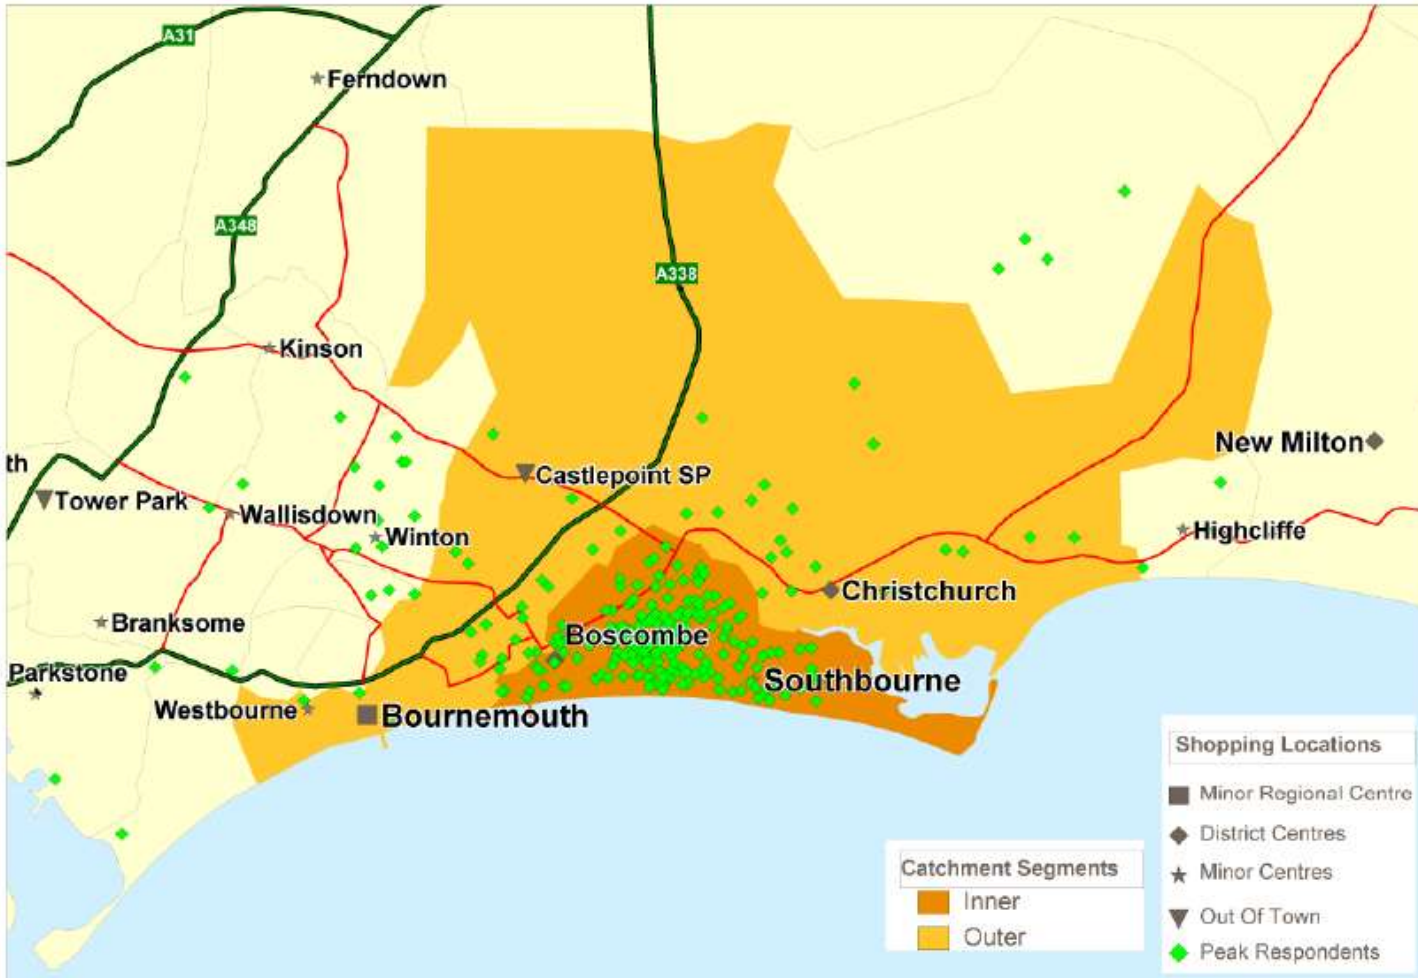 A31
Ferndown
A348
A338
Kinson
New Milton
th
Castlepoint SP
Tower Park
Wallisdown
Winton
Highcliffe
Christchurch
Branksome
Boscombe
Parkstone
Southbourne
Westbourne
Bournemouth
Shopping Locations
Minor Regional Centre
District Centres
Minor Centres
Out Of Town
Peak Respondents
Catchment Segments
Inner
Outer